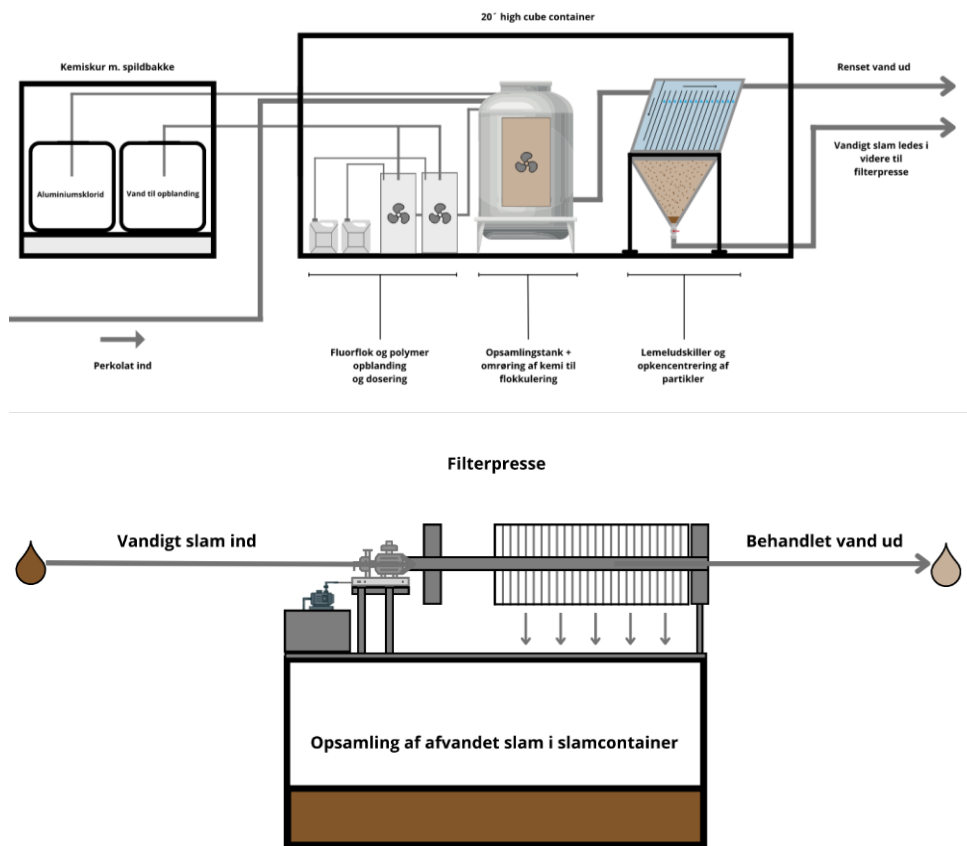 20´ high cube container
Kemiskur m. spildbakke
Renset vand ud
Vandigt slam ledes i
videre til
filterpresse
Aluminiumsklorid
Vand til opblanding
Perkolat ind
Fluorflok og polymer
opblanding
og dosering
Opsamlingstank +
omrøring af kemi til
flokkulering
Lemeludskiller og
opkencentrering af
partikler
Filterpresse
Vandigt slam ind
Behandlet vand ud
Opsamling af afvandet slam i slamcontainer